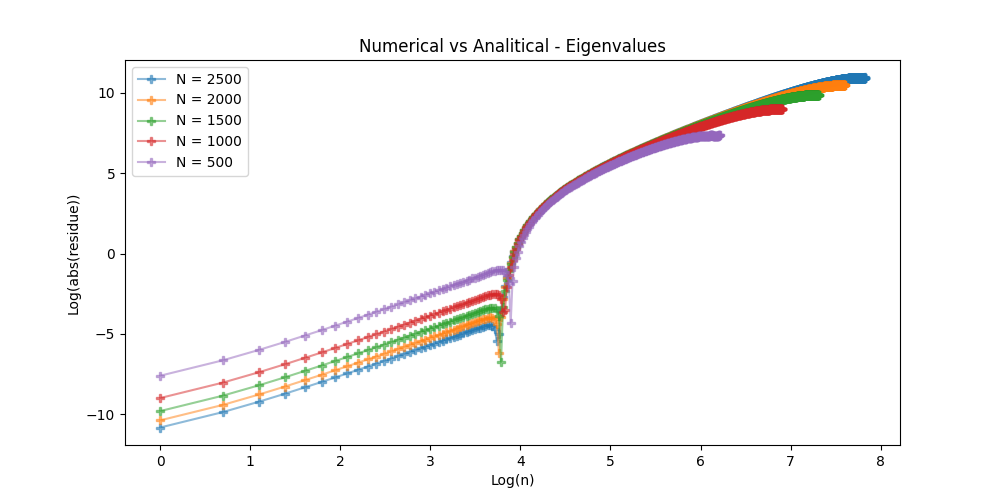 Numerical vs Analitical - Eigenvalues
N = 2500
N = 2000
N = 1500
N = 1000
N = 500
Log(abs(residue))
10
5
0
−5
−10
0 1 2 3 4 5 6 7 8
Log(n)